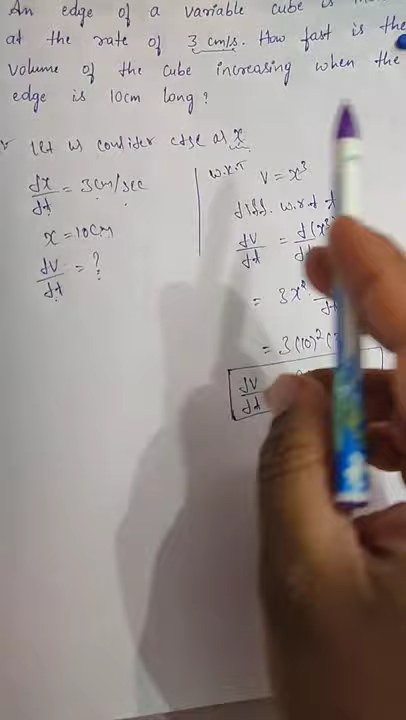 An edge of a variable cube is
at the rate of 3 cm/s. How fast is the
volume of the cube increasing when the
edge is 10cm long?
Let us consider edge as x
dx/dt = 3cm/sec
x = 10cm
dV/dt = ?
w.k.T V = x³
diff. w.r.t
dV/dt = d(x³
= 3x².
= 3(10)²(3
dV/dt